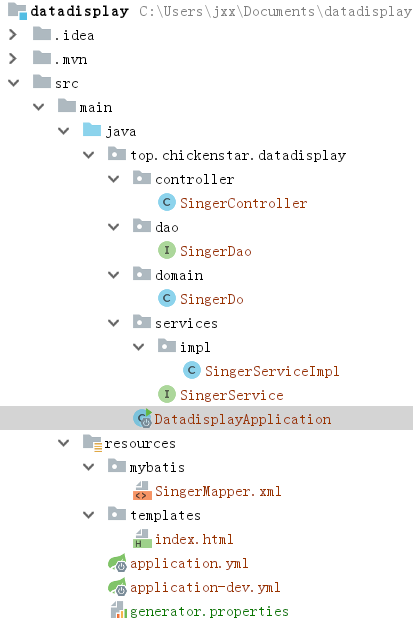 datadisplay C:\Users\jxx\Documents\datadisplay
.idea
.mvn
src
main
java
top.chickenstar.datadisplay
controller
C SingerController
dao
I SingerDao
domain
C SingerDo
services
impl
C SingerServiceImpl
I SingerService
C DatadisplayApplication
resources
mybatis
<> SingerMapper.xml
templates
H index.html
application.yml
application-dev.yml
generator.properties